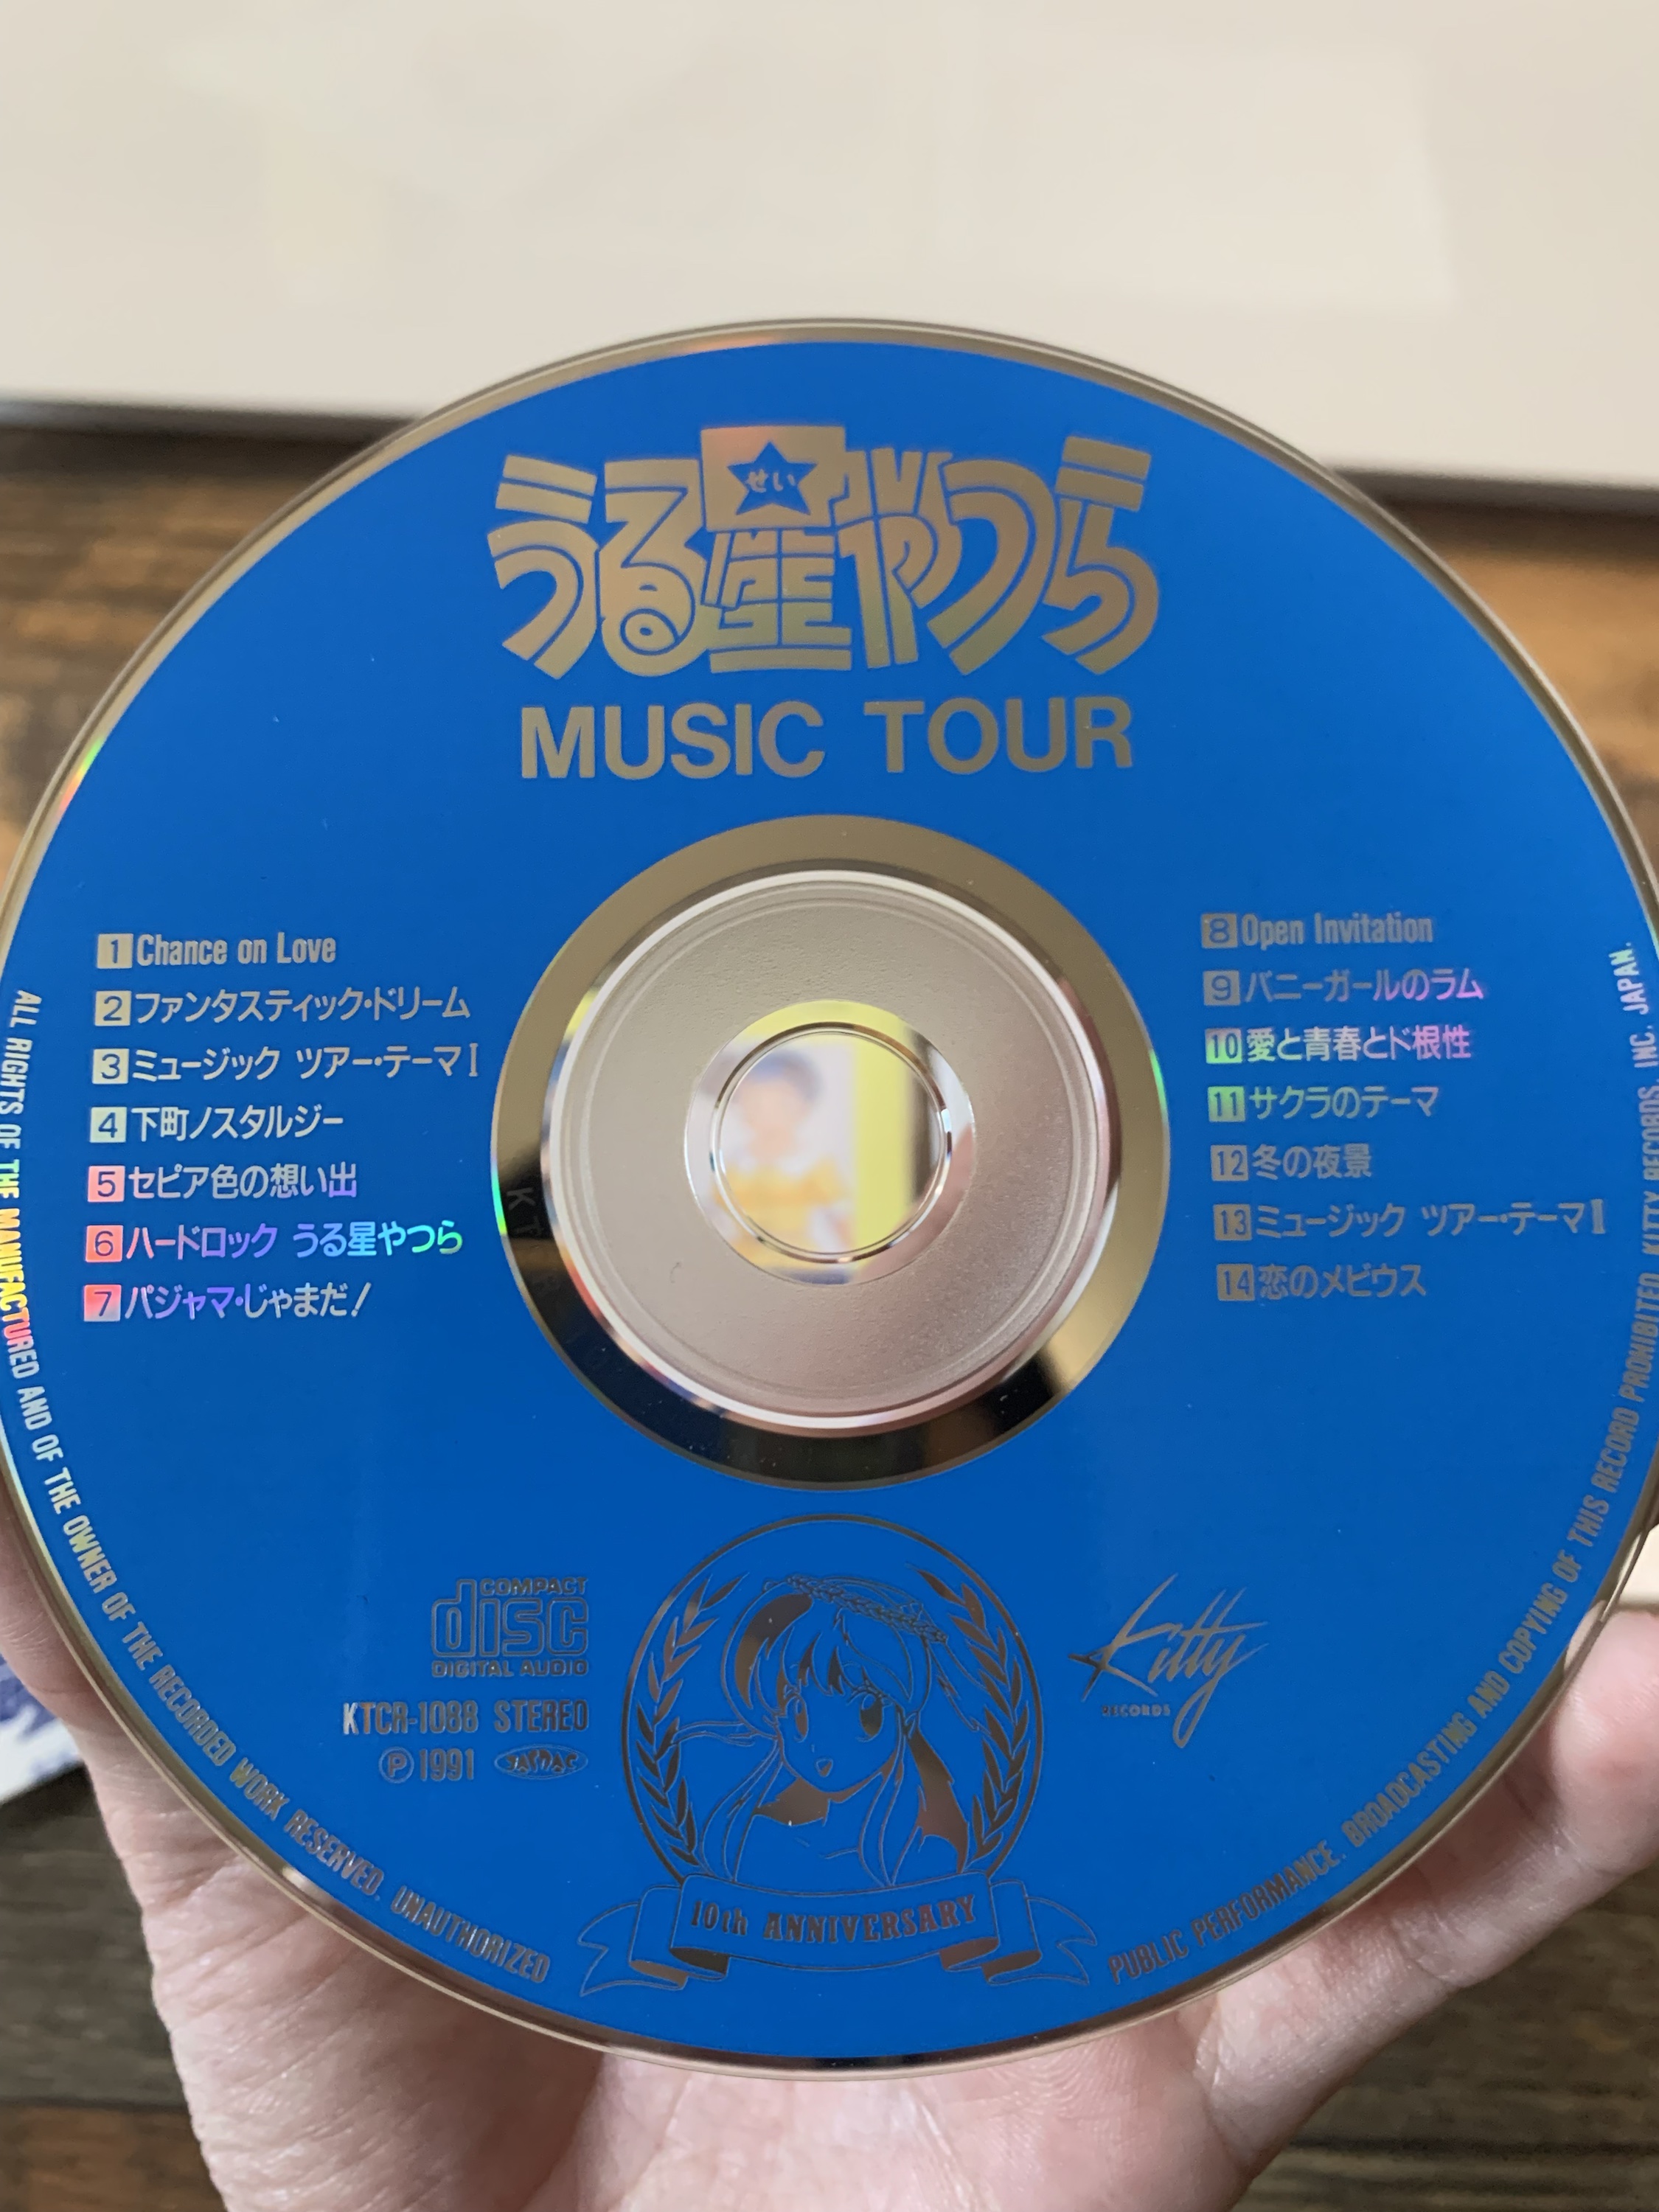 うる星やつら
せい
MUSIC TOUR
1 Chance on Love
2 ファンタスティック・ドリーム
3 ミュージック ツアー・テーマI
4 下町ノスタルジー
5 セピア色の想い出
6 ハードロック うる星やつら
7 パジャマ・じゃまだ!
8 Open Invitation
9 バニーガールのラム
10 愛と青春とド根性
11 サクラのテーマ
12 冬の夜景
13 ミュージック ツアー・テーマII
14 恋のメビウス
COMPACT
disc
DIGITAL AUDIO
KTCR-1088 STEREO
Ⓟ1991 JASRAC
Kitty
RECORDS
10th ANNIVERSARY
ALL RIGHTS OF THE MANUFACTURED AND OF THE OWNER OF THE RECORDED WORK RESERVED. UNAUTHORIZED PUBLIC PERFORMANCE. BROADCASTING AND COPYING OF THIS RECORD PROHIBITED KITTY RECORDS. INC. JAPAN.